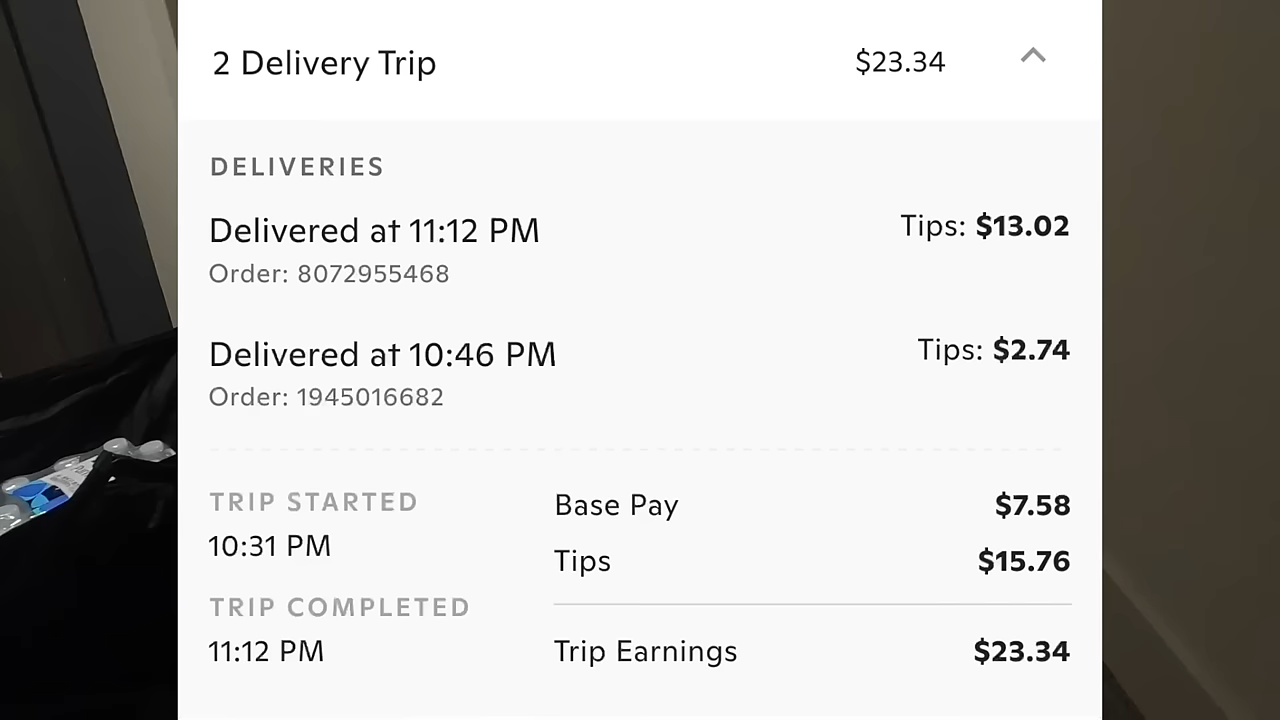 2 Delivery Trip $23.34
DELIVERIES
Delivered at 11:12 PM Tips: $13.02
Order: 8072955468
Delivered at 10:46 PM Tips: $2.74
Order: 1945016682
TRIP STARTED Base Pay $7.58
10:31 PM
Tips $15.76
TRIP COMPLETED
11:12 PM Trip Earnings $23.34